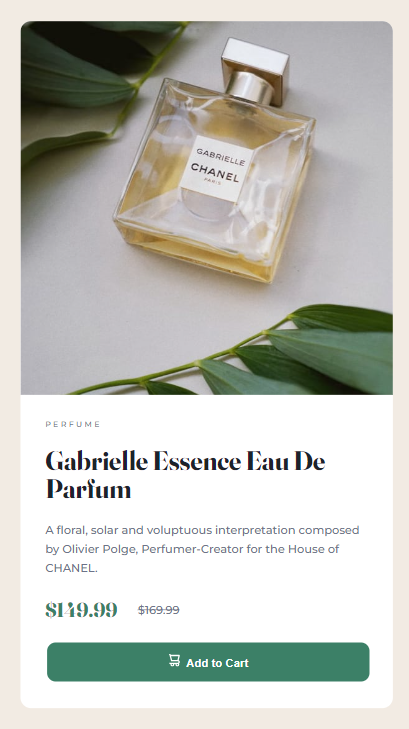 GABRIELLE
CHANEL
PARIS
PERFUME
Gabrielle Essence Eau De
Parfum
A floral, solar and voluptuous interpretation composed
by Olivier Polge, Perfumer-Creator for the House of
CHANEL.
$149.99 $169.99
Add to Cart